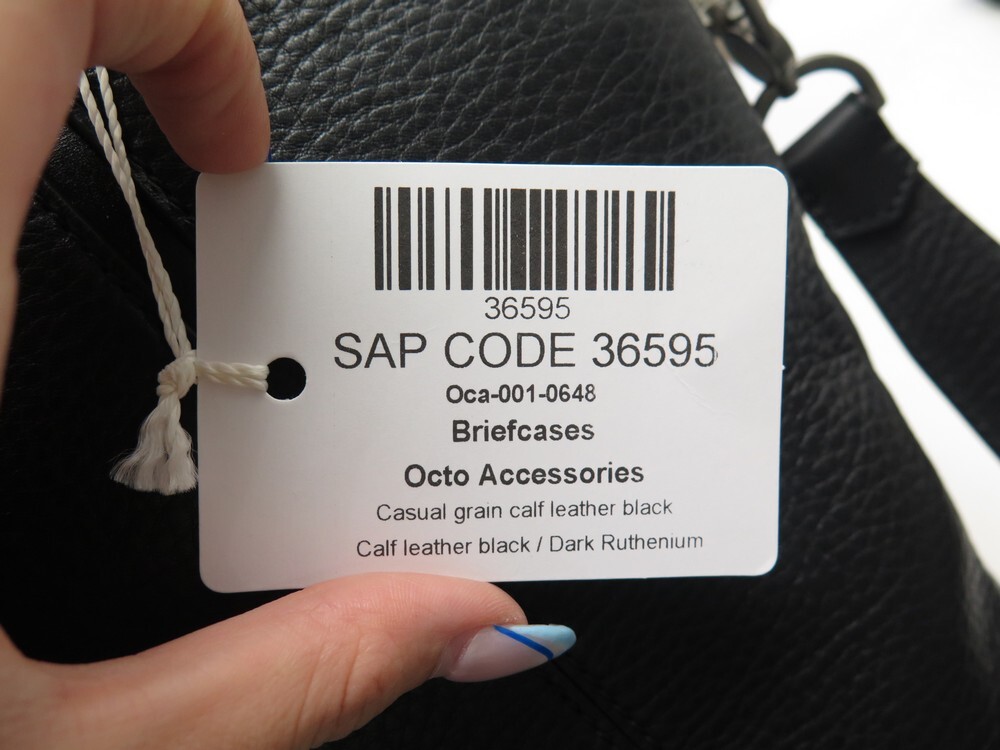 36595
SAP CODE 36595
Oca-001-0648
Briefcases
Octo Accessories
Casual grain calf leather black
Calf leather black / Dark Ruthenium